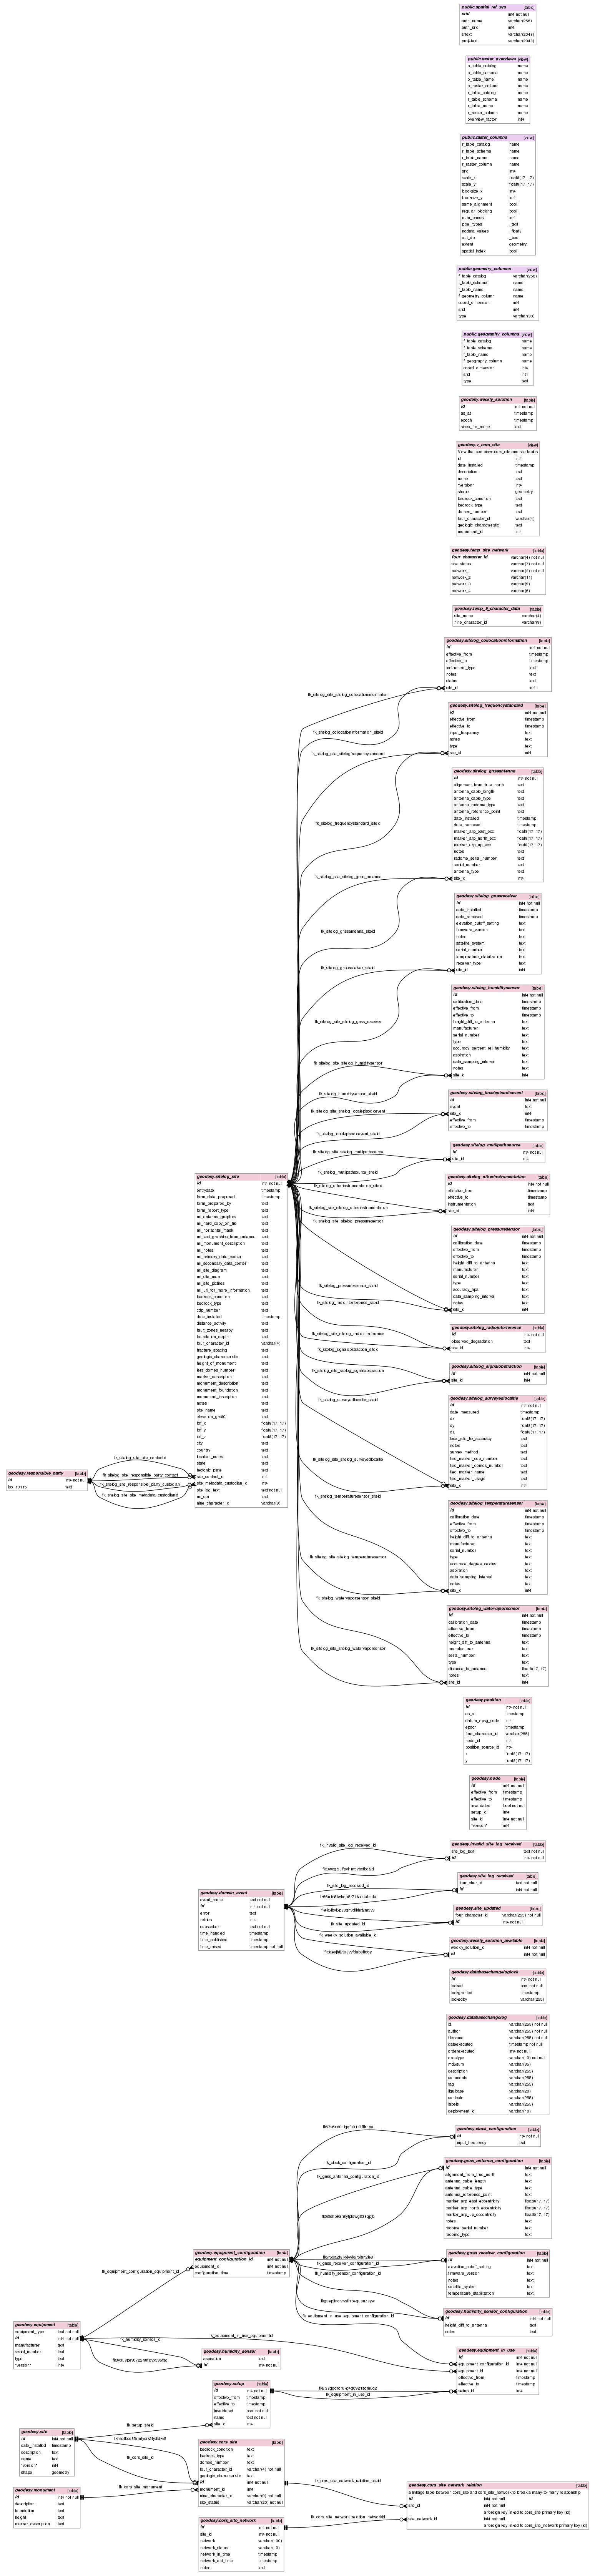 public.spatial_ref_sys [table]
srid int4 not null
auth_name varchar(256)
auth_srid int4
srtext varchar(2048)
proj4text varchar(2048)
public.raster_overviews [view]
o_table_catalog name
o_table_schema name
o_table_name name
o_raster_column name
r_table_catalog name
r_table_schema name
r_table_name name
r_raster_column name
overview_factor int4
public.raster_columns [view]
r_table_catalog name
r_table_schema name
r_table_name name
r_raster_column name
srid int4
scale_x float8(17, 17)
scale_y float8(17, 17)
blocksize_x int4
blocksize_y int4
same_alignment bool
regular_blocking bool
num_bands int4
pixel_types _text
nodata_values _float8
out_db _bool
extent geometry
spatial_index bool
public.geometry_columns [view]
f_table_catalog varchar(256)
f_table_schema name
f_table_name name
f_geometry_column name
coord_dimension int4
srid int4
type varchar(30)
public.geography_columns [view]
f_table_catalog name
f_table_schema name
f_table_name name
f_geography_column name
coord_dimension int4
srid int4
type text
geodesy.weekly_solution [table]
id int4 not null
as_at timestamp
epoch timestamp
sinex_file_name text
geodesy.v_cors_site [view]
View that combines cors_site and site tables
id int4
date_installed timestamp
description text
name text
"version" int4
shape geometry
bedrock_condition text
bedrock_type text
domes_number text
four_character_id varchar(4)
geologic_characteristic text
monument_id int4
geodesy.temp_site_network [table]
four_character_id varchar(4) not null
site_status varchar(7) not null
network_1 varchar(8) not null
network_2 varchar(11)
network_3 varchar(8)
network_4 varchar(6)
geodesy.temp_9_character_data [table]
site_name varchar(4)
nine_character_id varchar(9)
geodesy.sitelog_collocationinformation [table]
id int4 not null
effective_from timestamp
effective_to timestamp
instrument_type text
notes text
status text
site_id int4
fk_sitelog_site_sitelog_collocationinformation
fk_sitelog_collocationinformation_siteid
geodesy.sitelog_frequencystandard [table]
id int4 not null
effective_from timestamp
effective_to timestamp
input_frequency text
notes text
type text
site_id int4
fk_sitelog_site_sitelogfrequencystandard
fk_sitelog_frequencystandard_siteid
geodesy.sitelog_gnssantenna [table]
id int4 not null
alignment_from_true_north text
antenna_cable_length text
antenna_cable_type text
antenna_radome_type text
antenna_reference_point text
date_installed timestamp
date_removed timestamp
marker_arp_east_ecc float8(17, 17)
marker_arp_north_ecc float8(17, 17)
marker_arp_up_ecc float8(17, 17)
notes text
radome_serial_number text
serial_number text
antenna_type text
site_id int4
fk_sitelog_site_sitelog_gnss_antenna
fk_sitelog_gnssantenna_siteid
geodesy.sitelog_gnssreceiver [table]
id int4 not null
date_installed timestamp
date_removed timestamp
elevation_cutoff_setting text
firmware_version text
notes text
satellite_system text
serial_number text
temperature_stabilization text
receiver_type text
site_id int4
fk_sitelog_gnssreceiver_siteid
fk_sitelog_site_sitelog_gnss_receiver
geodesy.sitelog_humiditysensor [table]
id int4 not null
calibration_date timestamp
effective_from timestamp
effective_to timestamp
height_diff_to_antenna text
manufacturer text
serial_number text
type text
accuracy_percent_rel_humidity text
aspiration text
data_sampling_interval text
notes text
site_id int4
fk_sitelog_site_sitelog_humiditysensor
fk_sitelog_humiditysensor_siteid
geodesy.sitelog_localepisodicevent [table]
id int4 not null
event text
site_id int4
effective_from timestamp
effective_to timestamp
fk_sitelog_site_sitelog_localepisodicevent
fk_sitelog_localepisodicevent_siteid
geodesy.sitelog_multipathsource [table]
id int4 not null
site_id int4
fk_sitelog_site_sitelog_multipathsource
fk_sitelog_multipathsource_siteid
geodesy.sitelog_otherinstrumentation [table]
id int4 not null
effective_from timestamp
effective_to timestamp
instrumentation text
site_id int4
fk_sitelog_otherinstrumentation_siteid
fk_sitelog_site_sitelog_otherinstrumentation
fk_sitelog_site_sitelog_pressuresensor
geodesy.sitelog_pressuresensor [table]
id int4 not null
calibration_date timestamp
effective_from timestamp
effective_to timestamp
height_diff_to_antenna text
manufacturer text
serial_number text
type text
accuracy_hpa text
data_sampling_interval text
notes text
site_id int4
fk_sitelog_pressuresensor_siteid
fk_sitelog_radiointerference_siteid
geodesy.sitelog_radiointerference [table]
id int4 not null
observed_degradation text
site_id int4
fk_sitelog_site_sitelog_radiointerference
fk_sitelog_signalobstraction_siteid
geodesy.sitelog_signalobstraction [table]
id int4 not null
site_id int4
fk_sitelog_site_sitelog_signalobstraction
fk_sitelog_surveyedlocaltie_siteid
geodesy.sitelog_surveyedlocaltie [table]
id int4 not null
date_measured timestamp
dx float8(17, 17)
dy float8(17, 17)
dz float8(17, 17)
local_site_tie_accuracy text
notes text
survey_method text
tied_marker_cdp_number text
tied_marker_domes_number text
tied_marker_name text
tied_marker_usage text
site_id int4
fk_sitelog_site_sitelog_surveyedlocaltie
fk_sitelog_temperaturesensor_siteid
geodesy.sitelog_temperaturesensor [table]
id int4 not null
calibration_date timestamp
effective_from timestamp
effective_to timestamp
height_diff_to_antenna text
manufacturer text
serial_number text
type text
accurace_degree_celcius text
aspiration text
data_sampling_interval text
notes text
site_id int4
fk_sitelog_site_sitelog_temperaturesensor
fk_sitelog_watervaporsensor_siteid
geodesy.sitelog_watervaporsensor [table]
id int4 not null
calibration_date timestamp
effective_from timestamp
effective_to timestamp
height_diff_to_antenna text
manufacturer text
serial_number text
type text
distance_to_antenna float8(17, 17)
notes text
site_id int4
fk_sitelog_site_sitelog_watervaporsensor
geodesy.sitelog_site [table]
id int4 not null
entrydate timestamp
form_date_prepared timestamp
form_prepared_by text
form_report_type text
mi_antenna_graphics text
mi_hard_copy_on_file text
mi_horizontal_mask text
mi_text_graphics_from_antenna text
mi_monument_description text
mi_notes text
mi_primary_data_center text
mi_secondary_data_center text
mi_site_diagram text
mi_site_map text
mi_site_pictires text
mi_url_for_more_information text
bedrock_condition text
bedrock_type text
cdp_number text
date_installed timestamp
distance_activity text
fault_zones_nearby text
foundation_depth text
four_character_id varchar(4)
fracture_spacing text
geologic_characteristic text
height_of_monument text
iers_domes_number text
marker_description text
monument_description text
monument_foundation text
monument_inscription text
notes text
site_name text
elevation_grs80 text
itrf_x float8(17, 17)
itrf_y float8(17, 17)
itrf_z float8(17, 17)
city text
country text
location_notes text
state text
tectonic_plate text
site_contact_id int4
site_metadata_custodian_id int4
site_log_text text not null
mi_doi text
nine_character_id varchar(9)
geodesy.responsible_party [table]
id int4 not null
iso_19115 text
fk_sitelog_site_site_contactid
fk_sitelog_site_responsible_party_contact
fk_sitelog_site_responsible_party_custodian
fk_sitelog_site_site_metadata_custodianid
geodesy.position [table]
id int4 not null
as_at timestamp
datum_epsg_code int4
epoch timestamp
four_character_id varchar(255)
node_id int4
position_source_id int4
x float8(17, 17)
y float8(17, 17)
geodesy.node [table]
id int4 not null
effective_from timestamp
effective_to timestamp
invalidated bool not null
setup_id int4
site_id int4 not null
"version" int4
geodesy.domain_event [table]
event_name text not null
id int4 not null
error text
retries int4
subscriber text not null
time_handled timestamp
time_published timestamp
time_raised timestamp not null
fk_invalid_site_log_received_id
geodesy.invalid_site_log_received [table]
site_log_text text not null
id int4 not null
fk_site_log_received_id
geodesy.site_log_received [table]
four_char_id text not null
id int4 not null
geodesy.site_updated [table]
four_character_id varchar(255) not null
id int4 not null
fk_site_updated_id
fk_weekly_solution_available_id
geodesy.weekly_solution_available [table]
weekly_solution_id int4 not null
id int4 not null
geodesy.databasechangeloglock [table]
id int4 not null
locked bool not null
lockgranted timestamp
lockedby varchar(255)
geodesy.databasechangelog [table]
id varchar(255) not null
author varchar(255) not null
filename varchar(255) not null
dateexecuted timestamp not null
orderexecuted int4 not null
exectype varchar(10) not null
md5sum varchar(35)
description varchar(255)
comments varchar(255)
tag varchar(255)
liquibase varchar(20)
contexts varchar(255)
labels varchar(255)
deployment_id varchar(10)
geodesy.clock_configuration [table]
id int4 not null
input_frequency text
fk_clock_configuration_id
fk_gnss_antenna_configuration_id
geodesy.gnss_antenna_configuration [table]
id int4 not null
alignment_from_true_north text
antenna_cable_length text
antenna_cable_type text
antenna_reference_point text
marker_arp_east_eccentricity float8(17, 17)
marker_arp_north_eccentricity float8(17, 17)
marker_arp_up_eccentricity float8(17, 17)
notes text
radome_serial_number text
radome_type text
geodesy.equipment_configuration [table]
equipment_configuration_id int4 not null
equipment_id int4 not null
configuration_time timestamp
fk_equipment_configuration_equipment_id
fk_gnss_receiver_configuration_id
fk_humidity_sensor_configuration_id
geodesy.gnss_receiver_configuration [table]
id int4 not null
elevation_cutoff_setting text
firmware_version text
notes text
satellite_system text
temperature_stabilization text
geodesy.humidity_sensor_configuration [table]
id int4 not null
height_diff_to_antenna text
notes text
fk_equipment_in_use_equipment_configuration_id
geodesy.equipment [table]
equipment_type text not null
id int4 not null
manufacturer text
serial_number text
type text
"version" int4
fk_equipment_in_use_equipmentid
fk_humidity_sensor_id
geodesy.humidity_sensor [table]
aspiration text
id int4 not null
geodesy.equipment_in_use [table]
id int4 not null
equipment_configuration_id int4 not null
equipment_id int4 not null
effective_from timestamp
effective_to timestamp
setup_id int4
geodesy.setup [table]
id int4 not null
effective_from timestamp
effective_to timestamp
invalidated bool not null
name text not null
site_id int4
fk_equipment_in_use_id
fk_setup_siteid
geodesy.site [table]
id int4 not null
date_installed timestamp
description text
name text
"version" int4
shape geometry
fk_cors_site_id
geodesy.cors_site [table]
bedrock_condition text
bedrock_type text
domes_number text
four_character_id varchar(4) not null
geologic_characteristic text
id int4 not null
monument_id int4
nine_character_id varchar(9) not null
site_status varchar(20) not null
fk_cors_site_monument
geodesy.monument [table]
id int4 not null
description text
foundation text
height text
marker_description text
fk_cors_site_network_relation_siteid
geodesy.cors_site_network_relation [table]
a linkage table between cors_site and cors_site_network to break a many-to-many relationship
id int4 not null
site_id int4 not null
a foreign key linked to cors_site primary key (id)
site_network_id int4 not null
a foreign key linked to cors_site_network primary key (id)
fk_cors_site_network_relation_networkid
geodesy.cors_site_network [table]
id int4 not null
site_id int4 not null
network varchar(100)
network_status varchar(10)
network_in_time timestamp
network_out_time timestamp
notes text